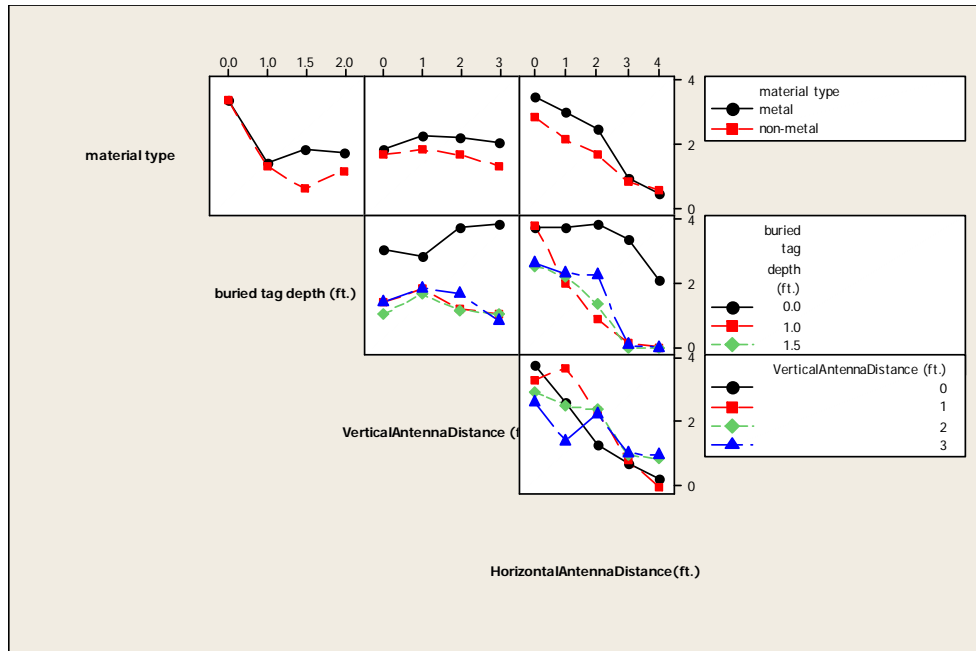 0.0 1.0 1.5 2.0 0 1 2 3 0 1 2 3 4
4
2
0
material type
material type
metal
non-metal
4
2
0
buried tag depth (ft.)
buried
tag
depth
(ft.)
0.0
1.0
1.5
4
2
0
VerticalAntennaDistance (f
VerticalAntennaDistance (ft.)
0
1
2
3
HorizontalAntennaDistance(ft.)